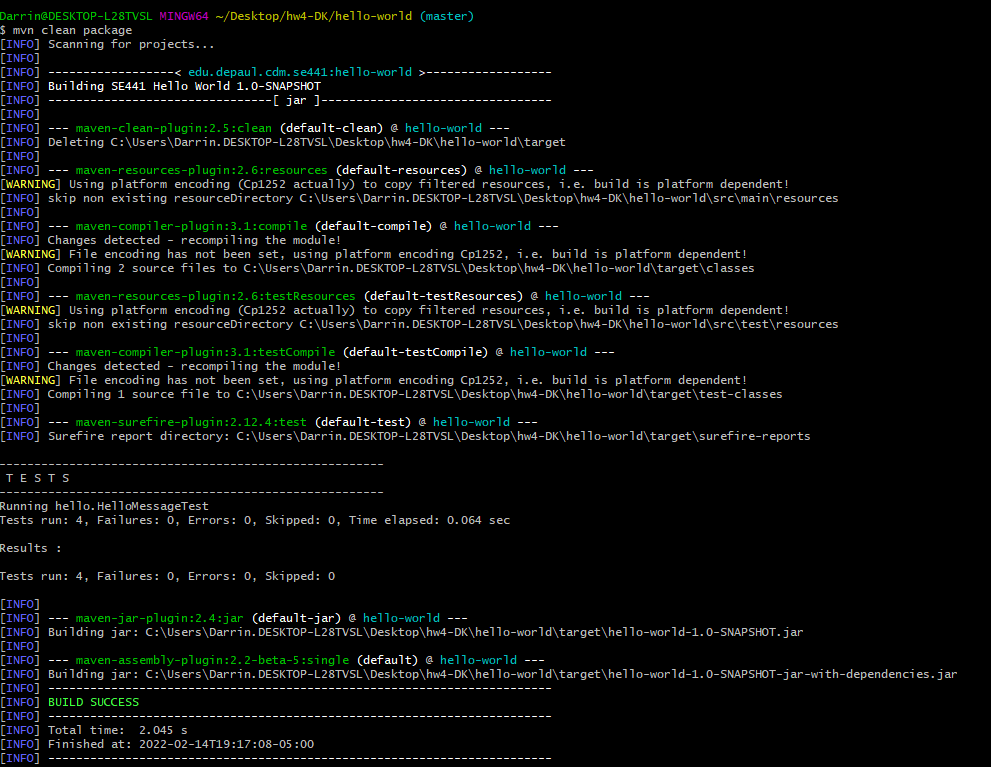 Darrin@DESKTOP-L28TVSL MINGW64 ~/Desktop/hw4-DK/hello-world (master)
$ mvn clean package
[INFO] Scanning for projects...
[INFO]
[INFO] ------------------< edu.depaul.cdm.se441:hello-world >------------------
[INFO] Building SE441 Hello World 1.0-SNAPSHOT
[INFO] --------------------------------[ jar ]---------------------------------
[INFO]
[INFO] --- maven-clean-plugin:2.5:clean (default-clean) @ hello-world ---
[INFO] Deleting C:\Users\Darrin.DESKTOP-L28TVSL\Desktop\hw4-DK\hello-world\target
[INFO]
[INFO] --- maven-resources-plugin:2.6:resources (default-resources) @ hello-world ---
[WARNING] Using platform encoding (Cp1252 actually) to copy filtered resources, i.e. build is platform dependent!
[INFO] skip non existing resourceDirectory C:\Users\Darrin.DESKTOP-L28TVSL\Desktop\hw4-DK\hello-world\src\main\resources
[INFO]
[INFO] --- maven-compiler-plugin:3.1:compile (default-compile) @ hello-world ---
[INFO] Changes detected - recompiling the module!
[WARNING] File encoding has not been set, using platform encoding Cp1252, i.e. build is platform dependent!
[INFO] Compiling 2 source files to C:\Users\Darrin.DESKTOP-L28TVSL\Desktop\hw4-DK\hello-world\target\classes
[INFO]
[INFO] --- maven-resources-plugin:2.6:testResources (default-testResources) @ hello-world ---
[WARNING] Using platform encoding (Cp1252 actually) to copy filtered resources, i.e. build is platform dependent!
[INFO] skip non existing resourceDirectory C:\Users\Darrin.DESKTOP-L28TVSL\Desktop\hw4-DK\hello-world\src\test\resources
[INFO]
[INFO] --- maven-compiler-plugin:3.1:testCompile (default-testCompile) @ hello-world ---
[INFO] Changes detected - recompiling the module!
[WARNING] File encoding has not been set, using platform encoding Cp1252, i.e. build is platform dependent!
[INFO] Compiling 1 source file to C:\Users\Darrin.DESKTOP-L28TVSL\Desktop\hw4-DK\hello-world\target\test-classes
[INFO]
[INFO] --- maven-surefire-plugin:2.12.4:test (default-test) @ hello-world ---
[INFO] Surefire report directory: C:\Users\Darrin.DESKTOP-L28TVSL\Desktop\hw4-DK\hello-world\target\surefire-reports
-------------------------------------------------------
T E S T S
-------------------------------------------------------
Running hello.HelloMessageTest
Tests run: 4, Failures: 0, Errors: 0, Skipped: 0, Time elapsed: 0.064 sec
Results :
Tests run: 4, Failures: 0, Errors: 0, Skipped: 0
[INFO]
[INFO] --- maven-jar-plugin:2.4:jar (default-jar) @ hello-world ---
[INFO] Building jar: C:\Users\Darrin.DESKTOP-L28TVSL\Desktop\hw4-DK\hello-world\target\hello-world-1.0-SNAPSHOT.jar
[INFO]
[INFO] --- maven-assembly-plugin:2.2-beta-5:single (default) @ hello-world ---
[INFO] Building jar: C:\Users\Darrin.DESKTOP-L28TVSL\Desktop\hw4-DK\hello-world\target\hello-world-1.0-SNAPSHOT-jar-with-dependencies.jar
[INFO] ------------------------------------------------------------------------
[INFO] BUILD SUCCESS
[INFO] ------------------------------------------------------------------------
[INFO] Total time:  2.045 s
[INFO] Finished at: 2022-02-14T19:17:08-05:00
[INFO] ------------------------------------------------------------------------